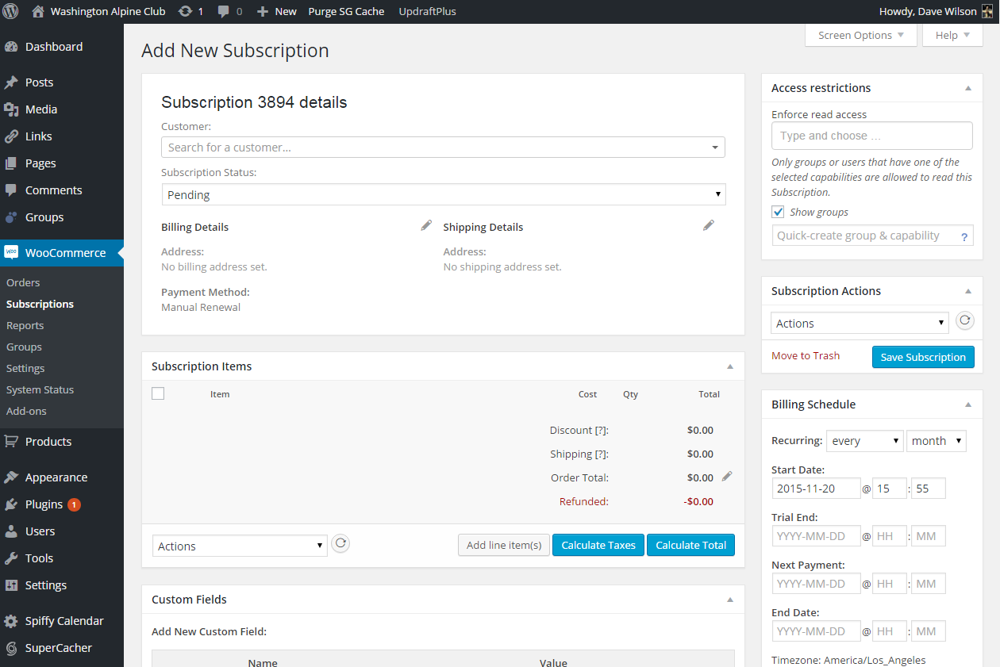 Washington Alpine Club 1 0 New Purge SG Cache UpdraftPlus Howdy, Dave Wilson
Screen Options Help
Dashboard
Posts
Media
Links
Pages
Comments
Groups
WooCommerce
Orders
Subscriptions
Reports
Groups
Settings
System Status
Add-ons
Products
Appearance
Plugins 1
Users
Tools
Settings
Spiffy Calendar
SuperCacher
Add New Subscription
Subscription 3894 details
Customer:
Search for a customer...
Subscription Status:
Pending
Billing Details
Address:
No billing address set.
Payment Method:
Manual Renewal
Shipping Details
Address:
No shipping address set.
Subscription Items
Item Cost Qty Total
Discount [?]: $0.00
Shipping [?]: $0.00
Order Total: $0.00
Refunded: -$0.00
Actions Add line item(s) Calculate Taxes Calculate Total
Custom Fields
Add New Custom Field:
Name Value
Access restrictions
Enforce read access
Type and choose ...
Only groups or users that have one of the
selected capabilities are allowed to read this
Subscription.
Show groups
Quick-create group & capability ?
Subscription Actions
Actions
Move to Trash Save Subscription
Billing Schedule
Recurring: every month
Start Date:
2015-11-20 @ 15 : 55
Trial End:
YYYY-MM-DD @ HH : MM
Next Payment:
YYYY-MM-DD @ HH : MM
End Date:
YYYY-MM-DD @ HH : MM
Timezone: America/Los_Angeles